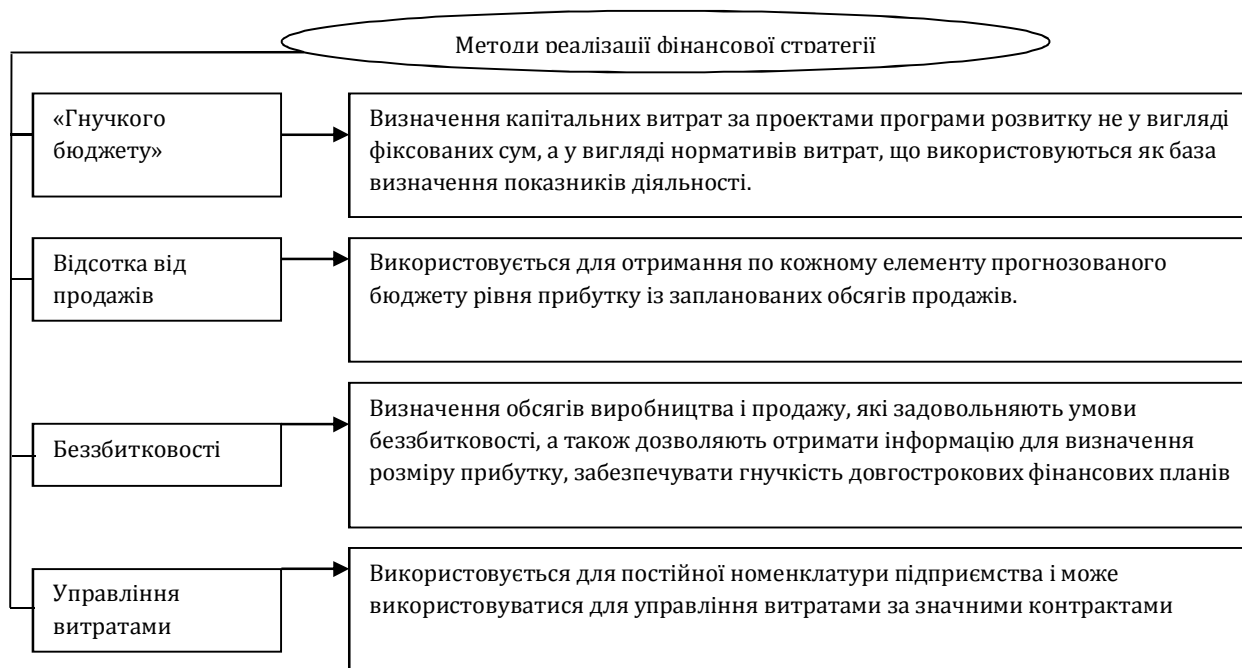 Методи реалізації фінансової стратегії
«Гнучкого
бюджету»
Визначення капітальних витрат за проектами програми розвитку не у вигляді
фіксованих сум, а у вигляді нормативів витрат, що використовуються як база
визначення показників діяльності.
Відсотка від
продажів
Використовується для отримання по кожному елементу прогнозованого
бюджету рівня прибутку із запланованих обсягів продажів.
Беззбитковості
Визначення обсягів виробництва і продажу, які задовольняють умови
беззбитковості, а також дозволяють отримати інформацію для визначення
розміру прибутку, забезпечувати гнучкість довгострокових фінансових планів
Управління
витратами
Використовується для постійної номенклатури підприємства і може
використовуватися для управління витратами за значними контрактами